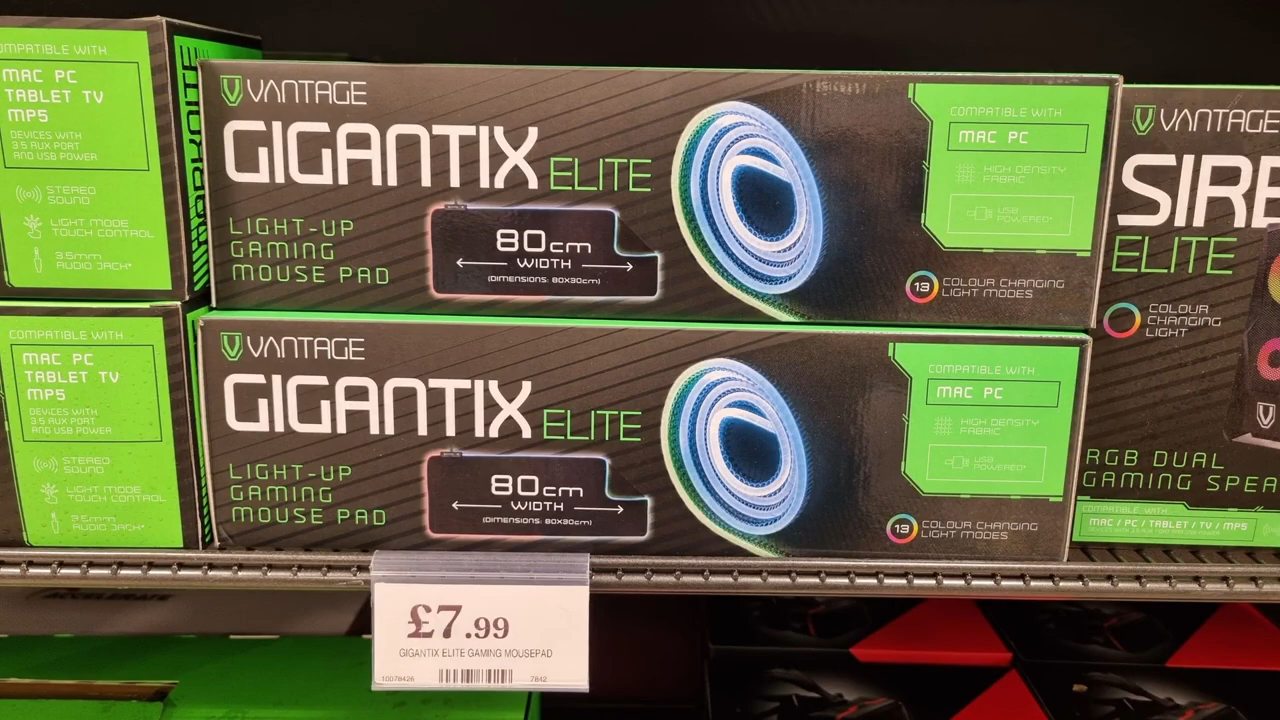 COMPATIBLE WITH
MAC PC
TABLET TV
MP5
DEVICES WITH
3.5 AUX PORT
AND USB POWER
STEREO
SOUND
LIGHT MODE
TOUCH CONTROL
3.5mm
AUDIO JACK*
VANTAGE
GIGANTIX ELITE
LIGHT-UP
GAMING
MOUSE PAD
80cm
WIDTH
(DIMENSIONS: 80X30cm)
COMPATIBLE WITH
MAC PC
HIGH DENSITY
FABRIC
USB
POWERED*
13 COLOUR CHANGING
LIGHT MODES
VANTAGE
SIRE
ELITE
COLOUR
CHANGING
LIGHT
RGB DUAL
GAMING SPEA
COMPATIBLE WITH
MAC / PC / TABLET / TV / MP5
COMPATIBLE WITH
MAC PC
TABLET TV
MP5
DEVICES WITH
3.5 AUX PORT
AND USB POWER
STEREO
SOUND
LIGHT MODE
TOUCH CONTROL
3.5mm
AUDIO JACK*
VANTAGE
GIGANTIX ELITE
LIGHT-UP
GAMING
MOUSE PAD
80cm
WIDTH
(DIMENSIONS: 80X30cm)
COMPATIBLE WITH
MAC PC
HIGH DENSITY
FABRIC
USB
POWERED*
13 COLOUR CHANGING
LIGHT MODES
ACCELERATE
£7.99
GIGANTIX ELITE GAMING MOUSEPAD
10078426 7842